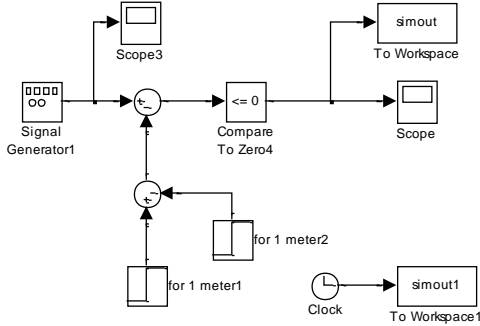 simout
To Workspace
Scope3
+
-
<= 0
Signal
Generator1
Compare
To Zero4
Scope
-
+
for 1 meter2
for 1 meter1
simout1
Clock
To Workspace1